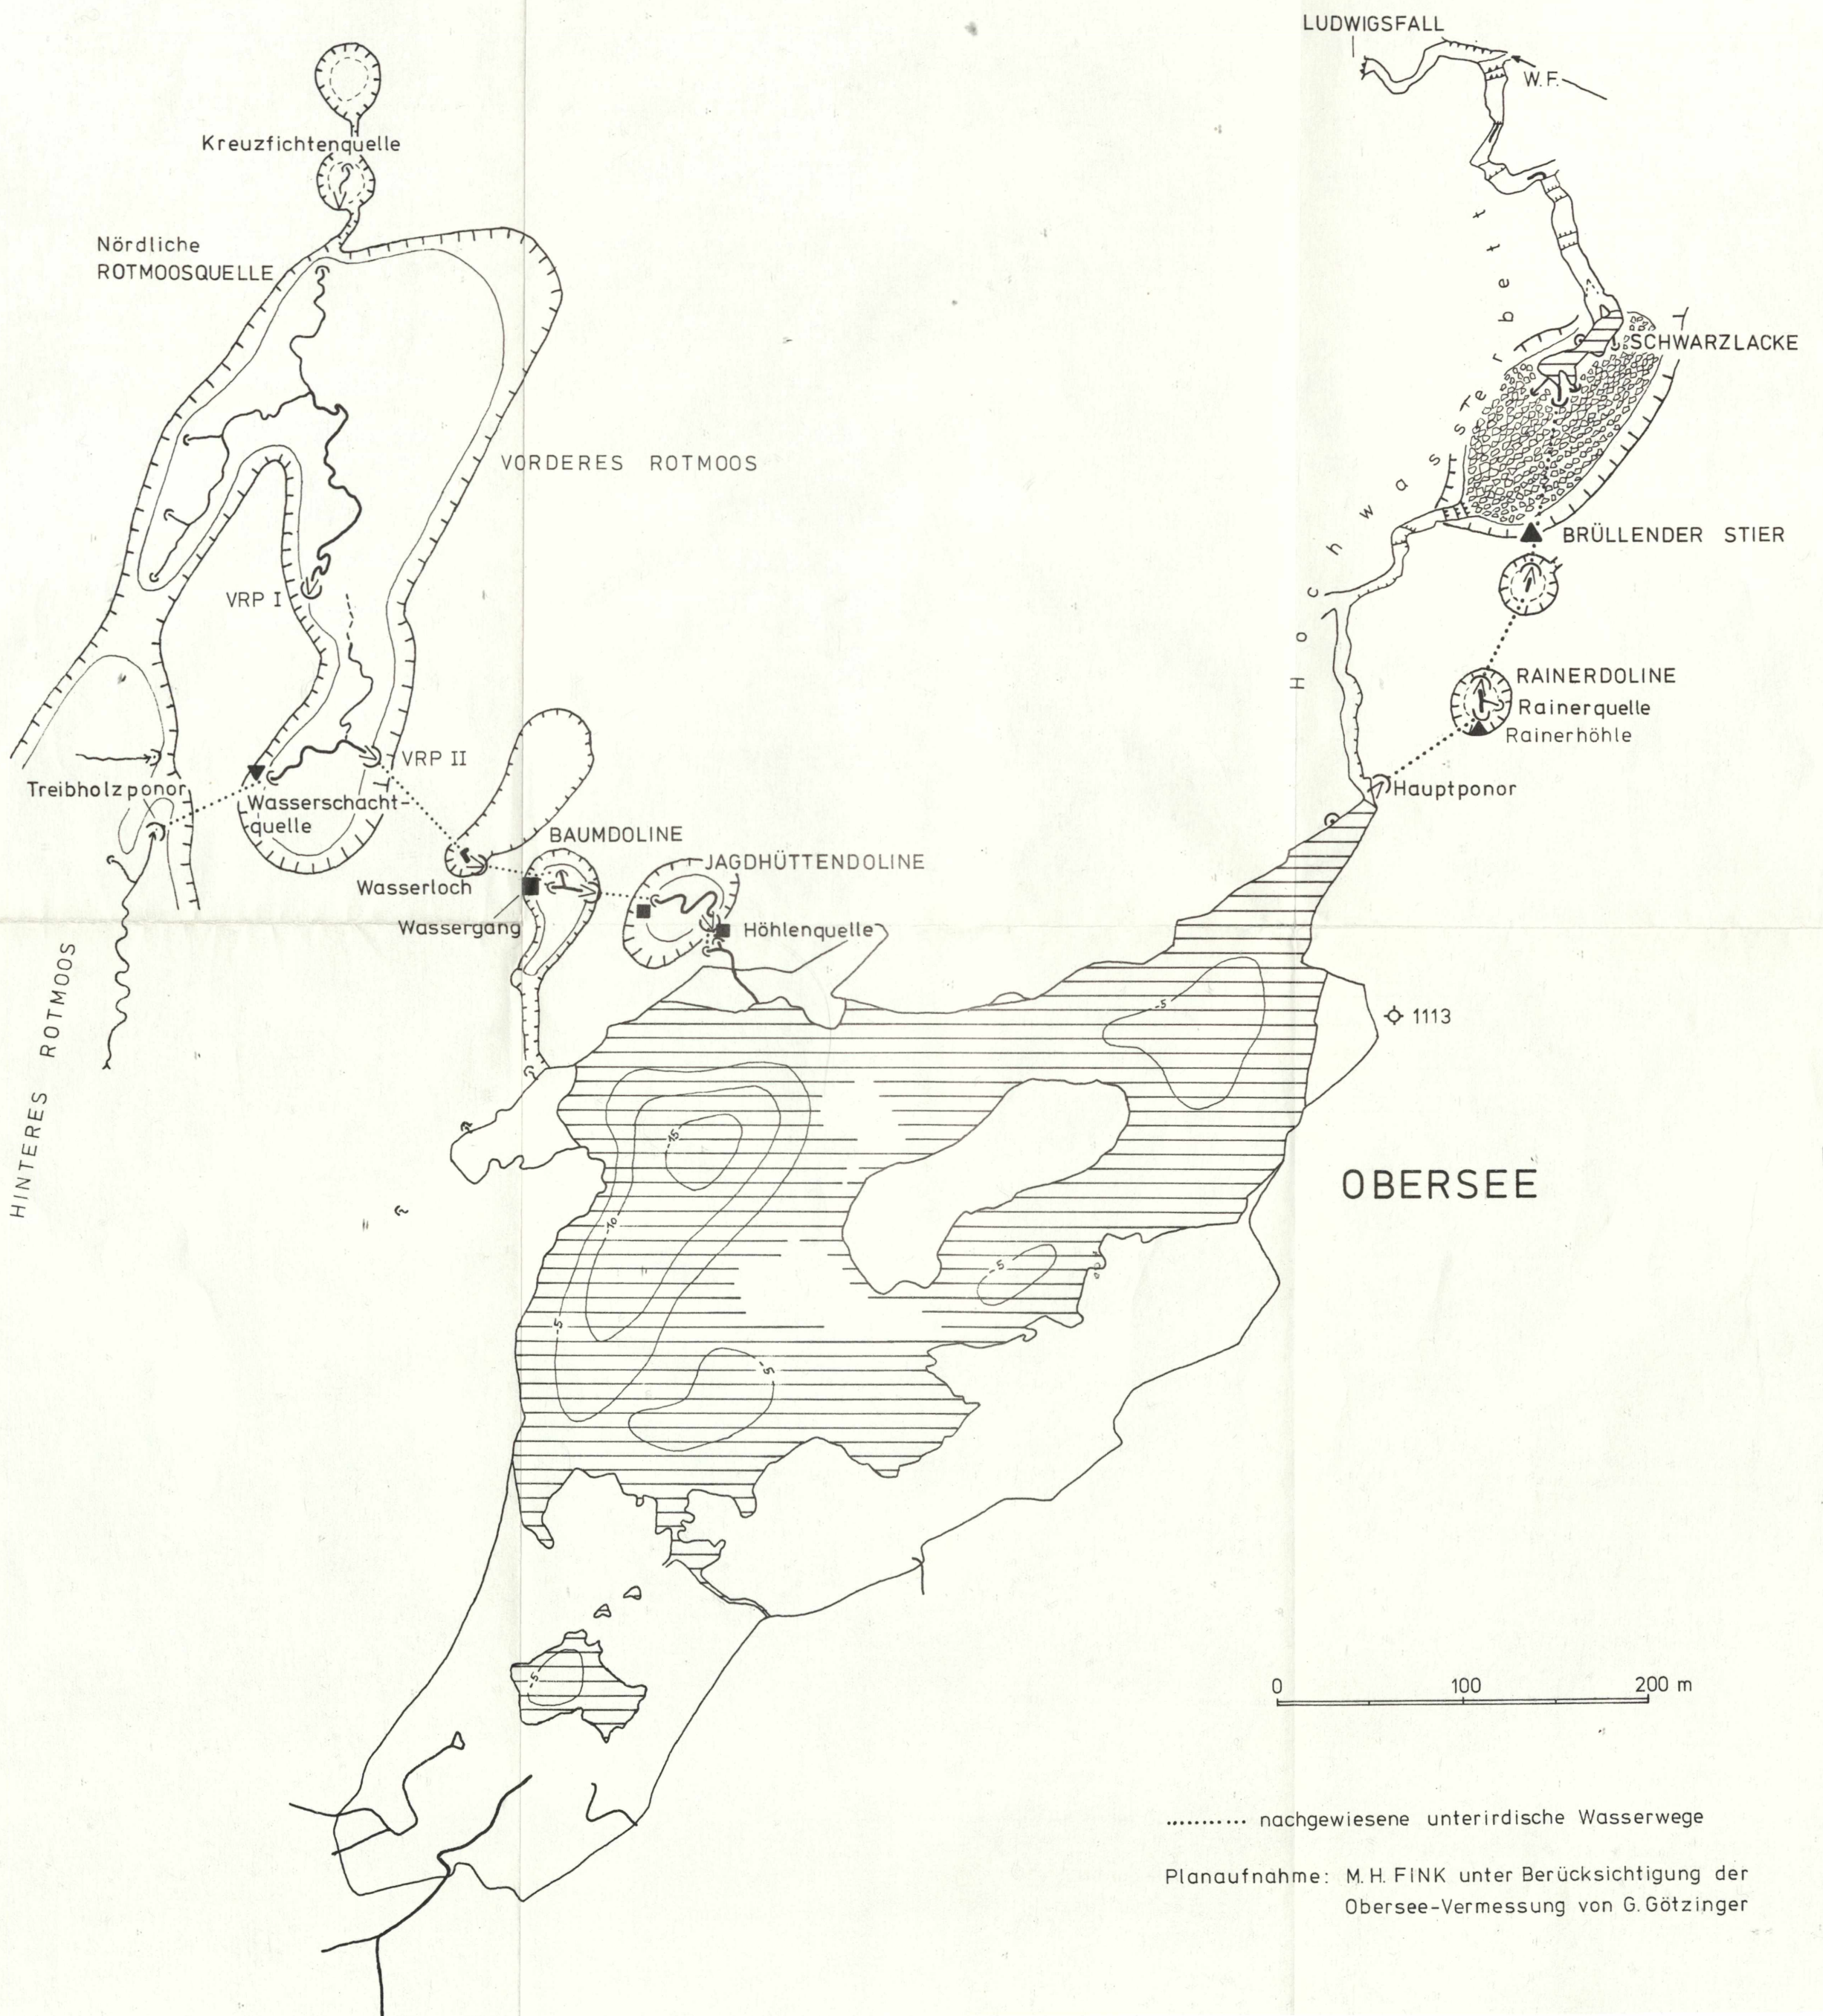 LUDWIGSFALL
W.F.
Kreuzfichtenquelle
Nördliche
ROTMOOSQUELLE
SCHWARZLACKE
Hochwasserbett
VORDERES ROTMOOS
BRÜLLENDER STIER
VRP I
RAINERDOLINE
Rainerquelle
Rainerhöhle
VRP II
Treibholzponor
Hauptponor
Wasserschacht-
quelle
BAUMDOLINE
JAGDHÜTTENDOLINE
Wasserloch
Wassergang
Höhlenquelle
HINTERES ROTMOOS
-5
1113
-15
OBERSEE
-10
-5
-5
-5
-5
0 100 200 m
nachgewiesene unterirdische Wasserwege
Planaufnahme: M.H. FINK unter Berücksichtigung der
Obersee-Vermessung von G. Götzinger